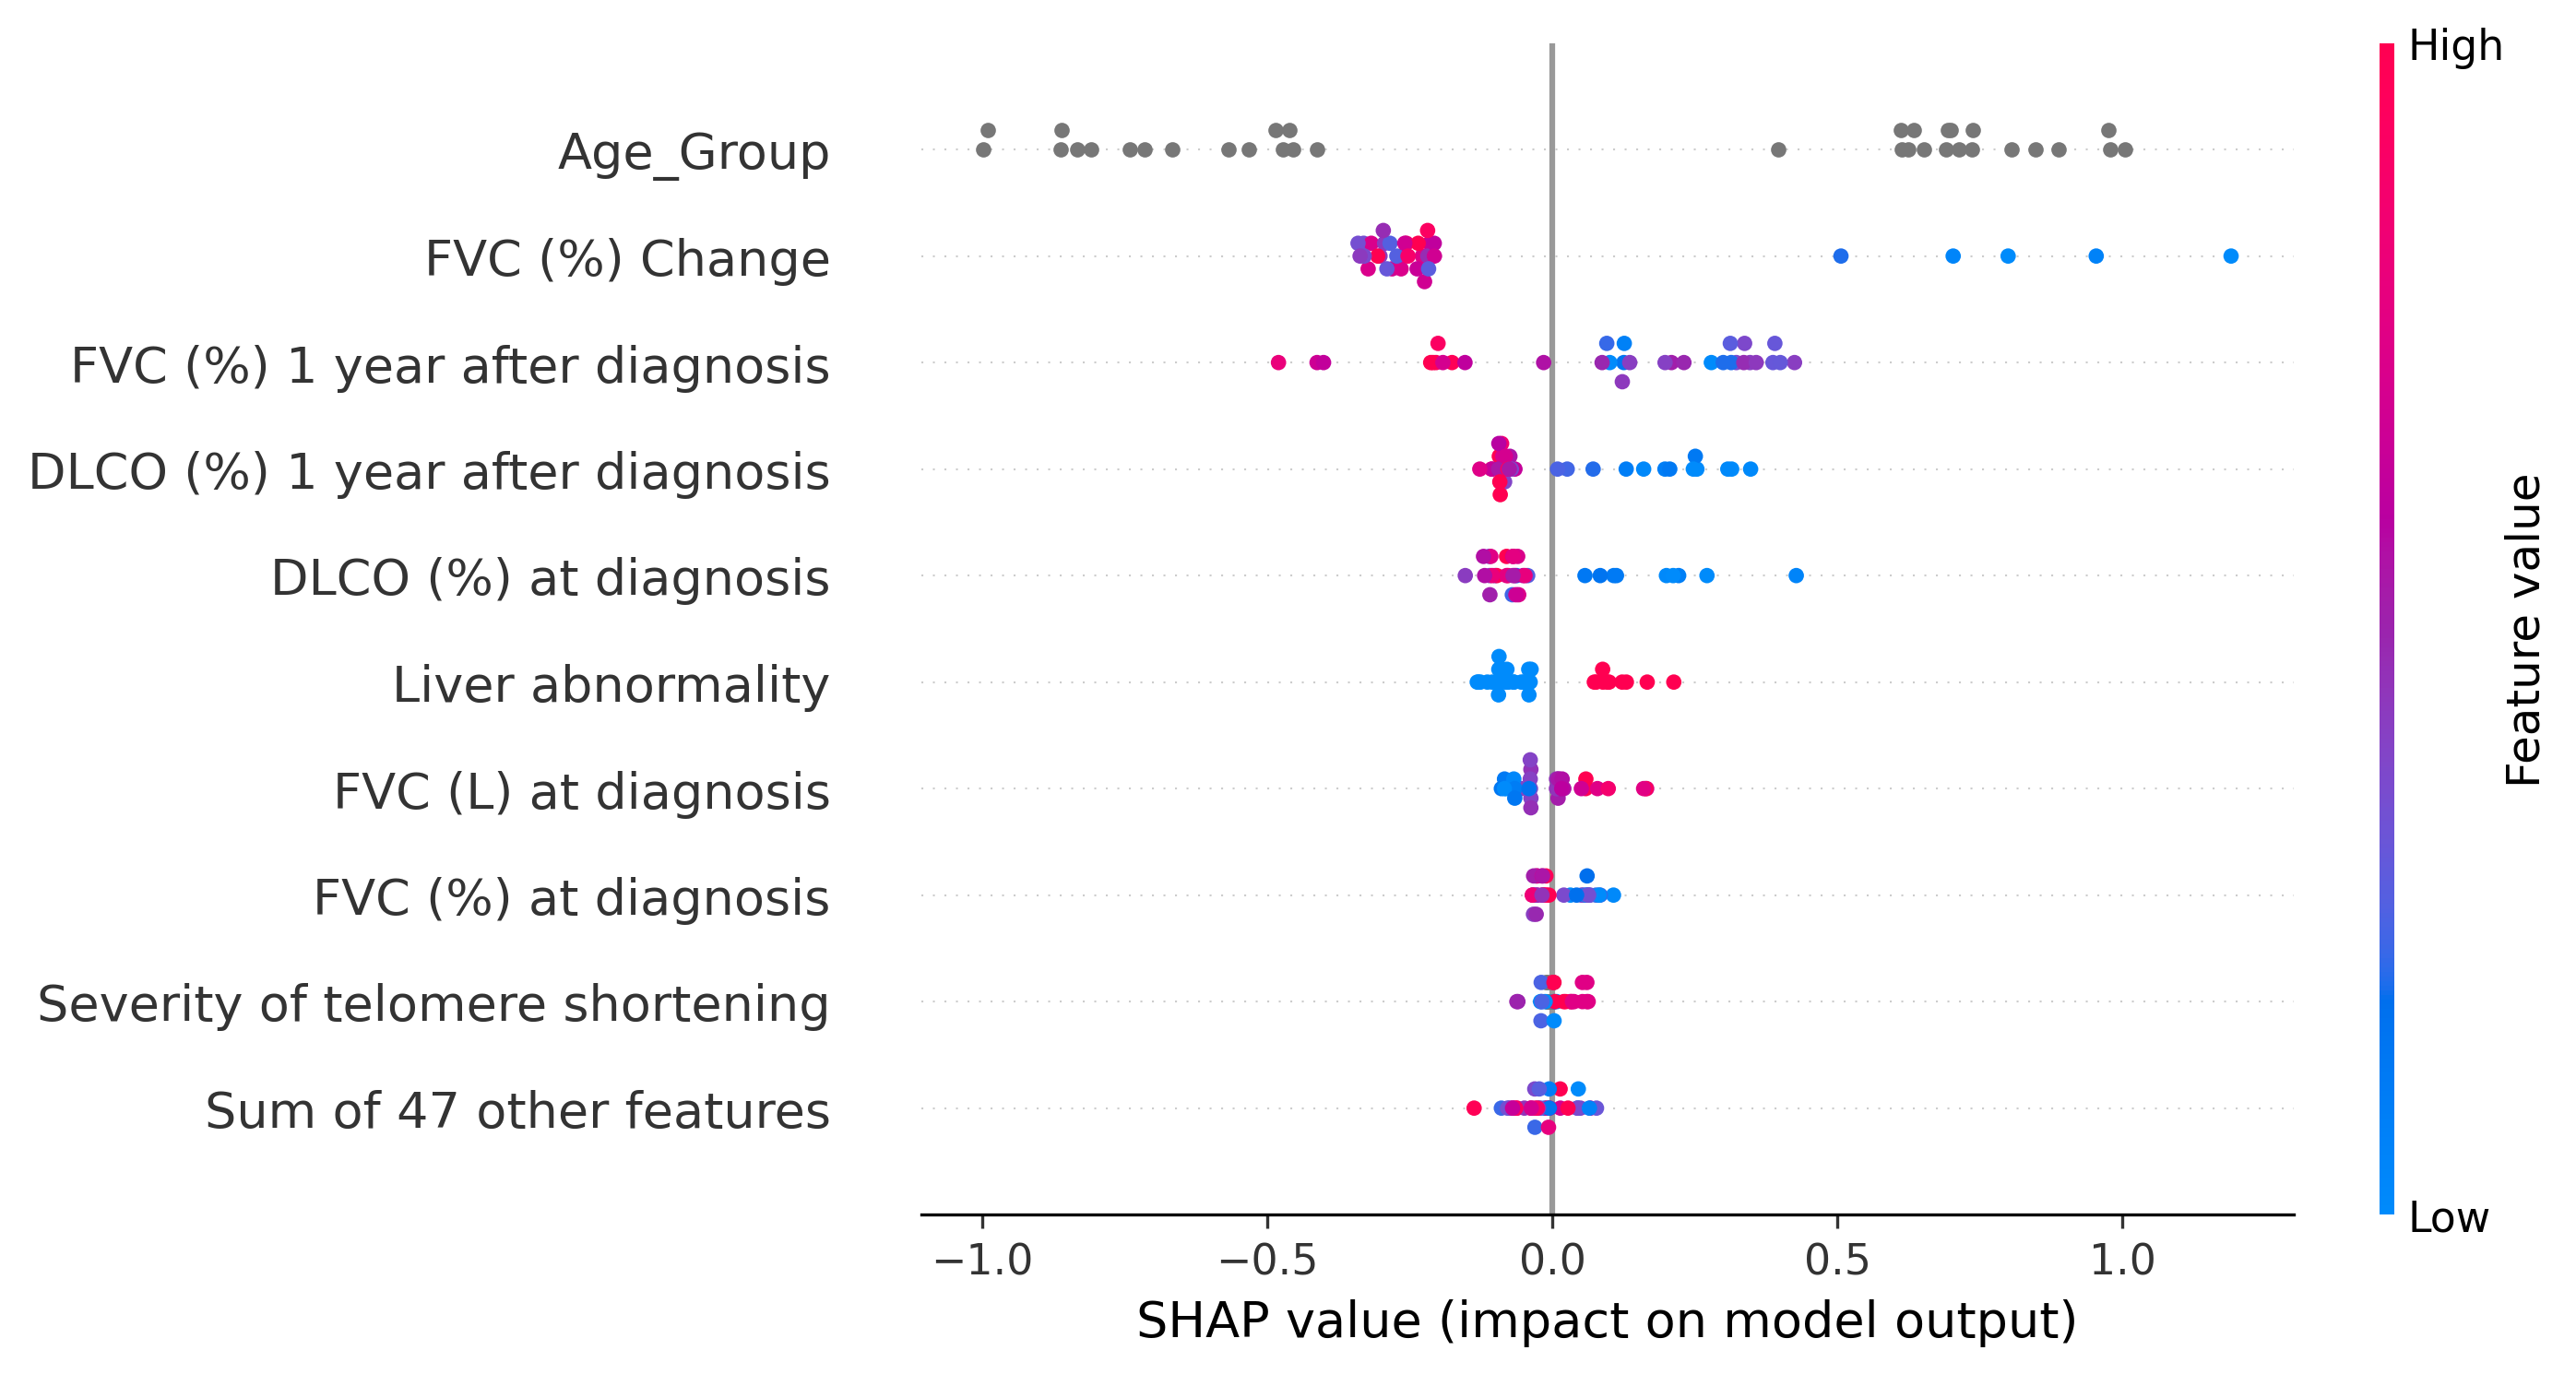 High
Age_Group
FVC (%) Change
FVC (%) 1 year after diagnosis
DLCO (%) 1 year after diagnosis
DLCO (%) at diagnosis
Liver abnormality
FVC (L) at diagnosis
FVC (%) at diagnosis
Severity of telomere shortening
Sum of 47 other features
Feature value
Low
−1.0 −0.5 0.0 0.5 1.0
SHAP value (impact on model output)